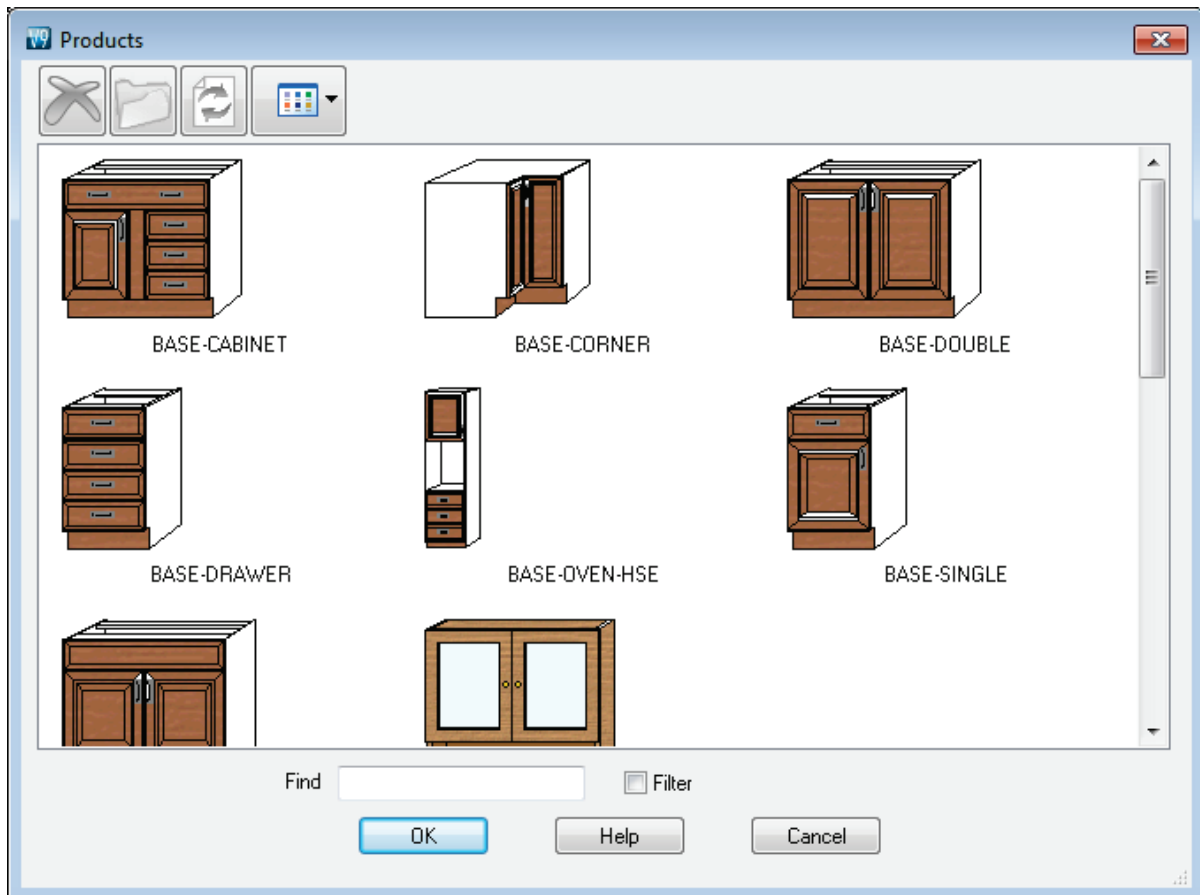 V9 Products
BASE-CABINET
BASE-CORNER
BASE-DOUBLE
BASE-DRAWER
BASE-OVEN-HSE
BASE-SINGLE
Find
Filter
OK
Help
Cancel